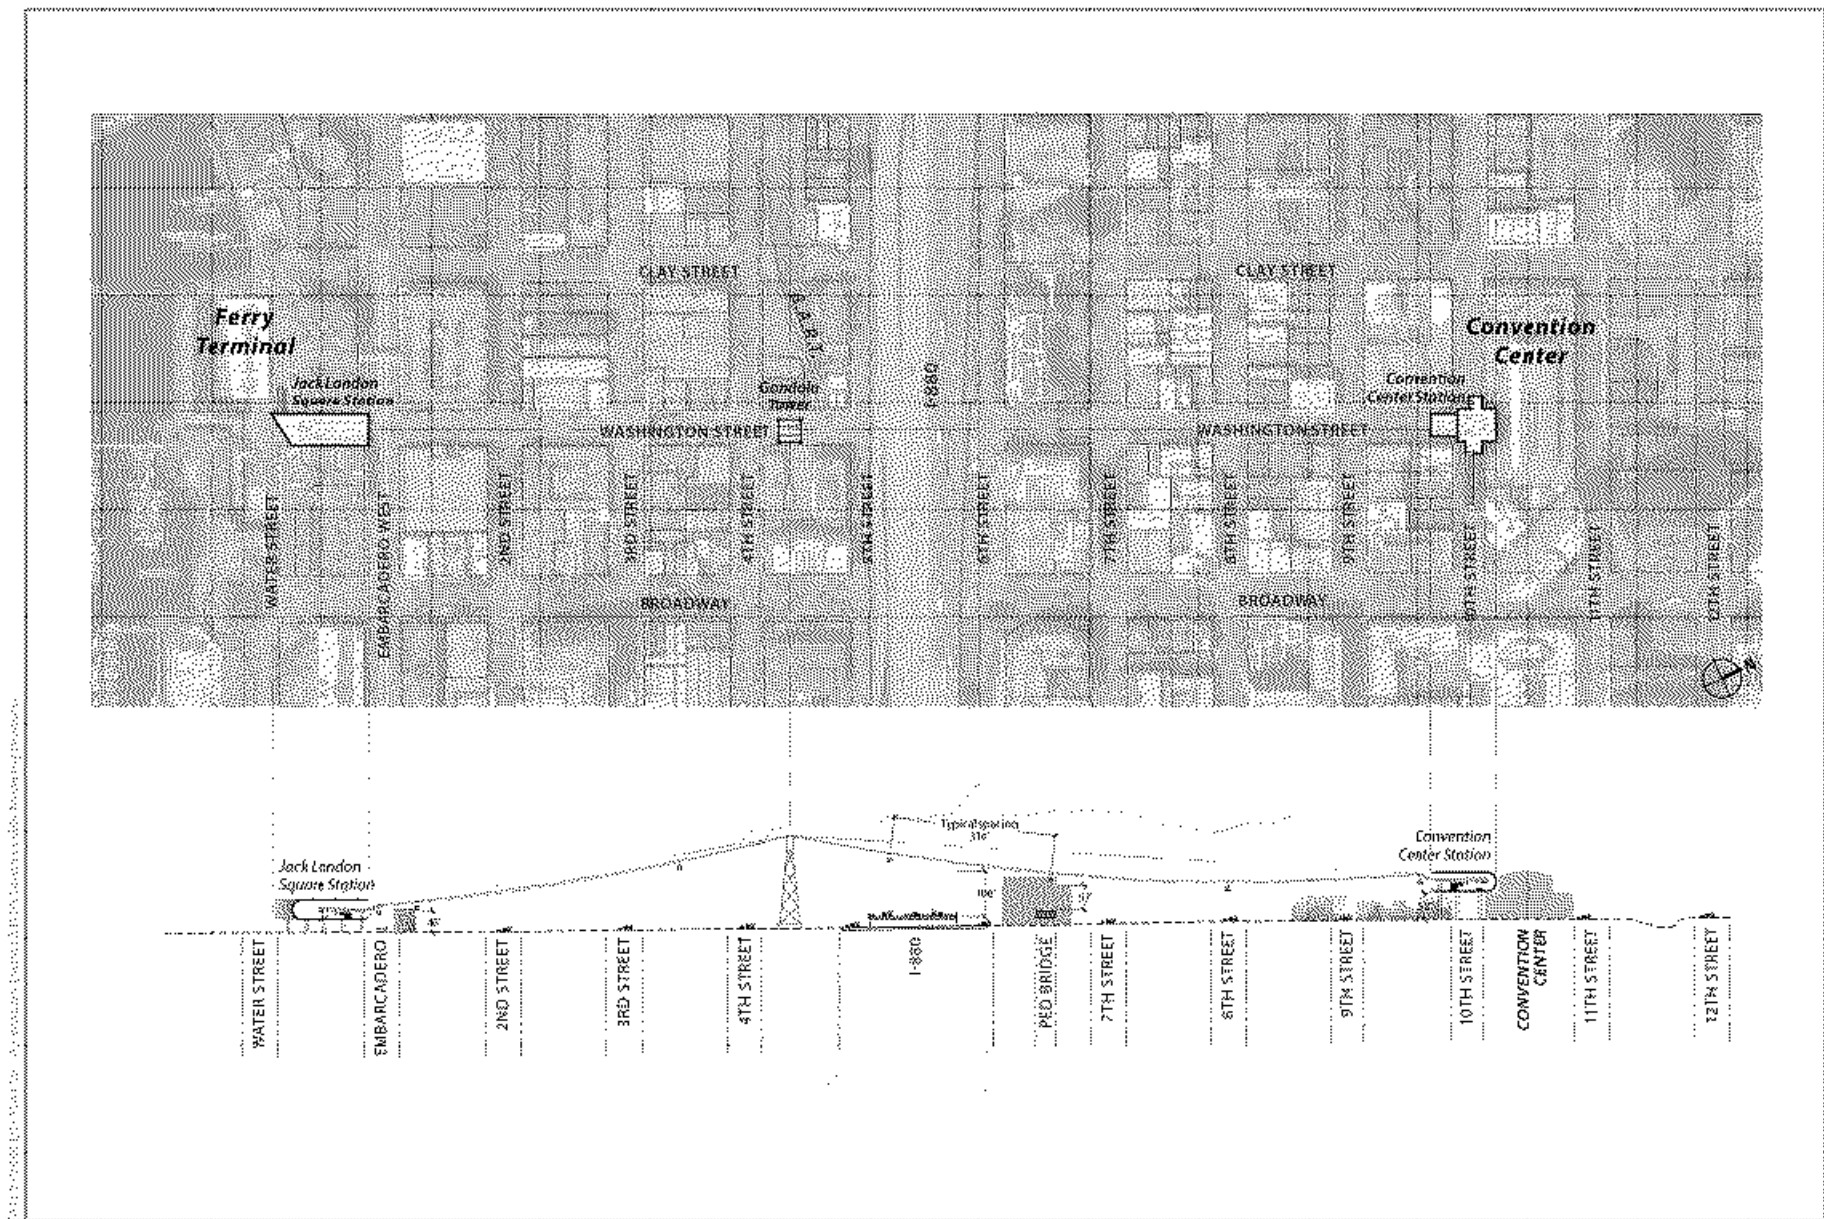 CLAY STREET
CLAY STREET
B.A.R.T.
Ferry
Terminal
Convention
Center
I-880
Jack London
Square Station
Gondola
Tower
Convention
Center Station
WASHINGTON STREET
WASHINGTON STREET
WATER STREET
EMBARCADERO WEST
2ND STREET
3RD STREET
4TH STREET
5TH STREET
6TH STREET
7TH STREET
8TH STREET
9TH STREET
10TH STREET
11TH STREET
12TH STREET
BROADWAY
BROADWAY
N
Typical spacing
Convention
Center Station
Jack London
Square Station
100'
WATER STREET
EMBARCADERO
2ND STREET
3RD STREET
4TH STREET
I-880
PED BRIDGE
7TH STREET
8TH STREET
9TH STREET
10TH STREET
CONVENTION
CENTER
11TH STREET
12TH STREET